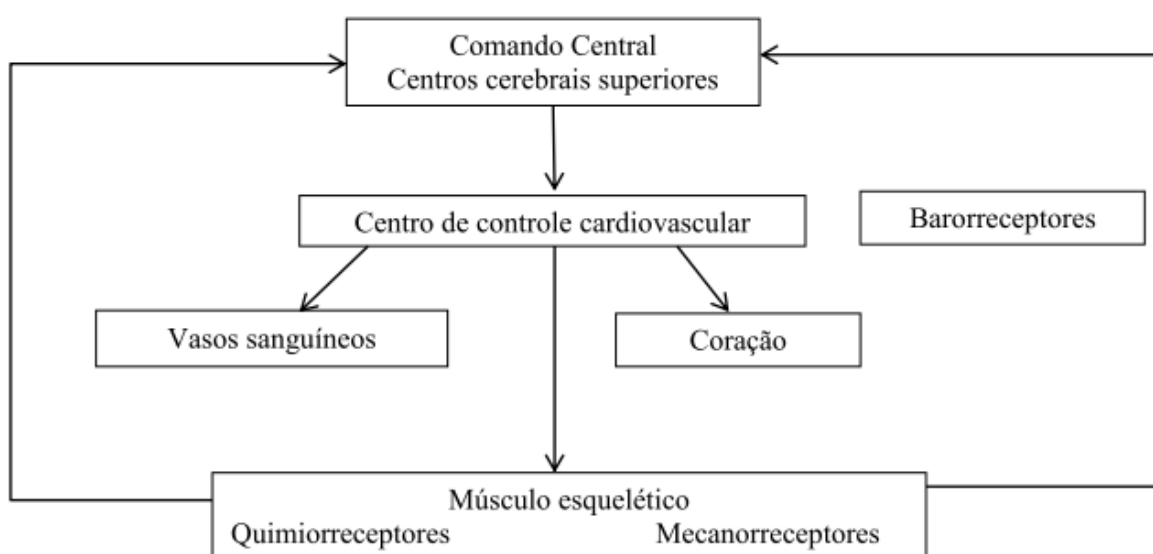 Comando Central
Centros cerebrais superiores
Centro de controle cardiovascular
Barorreceptores
Vasos sanguíneos
Coração
Músculo esquelético
Quimiorreceptores Mecanorreceptores